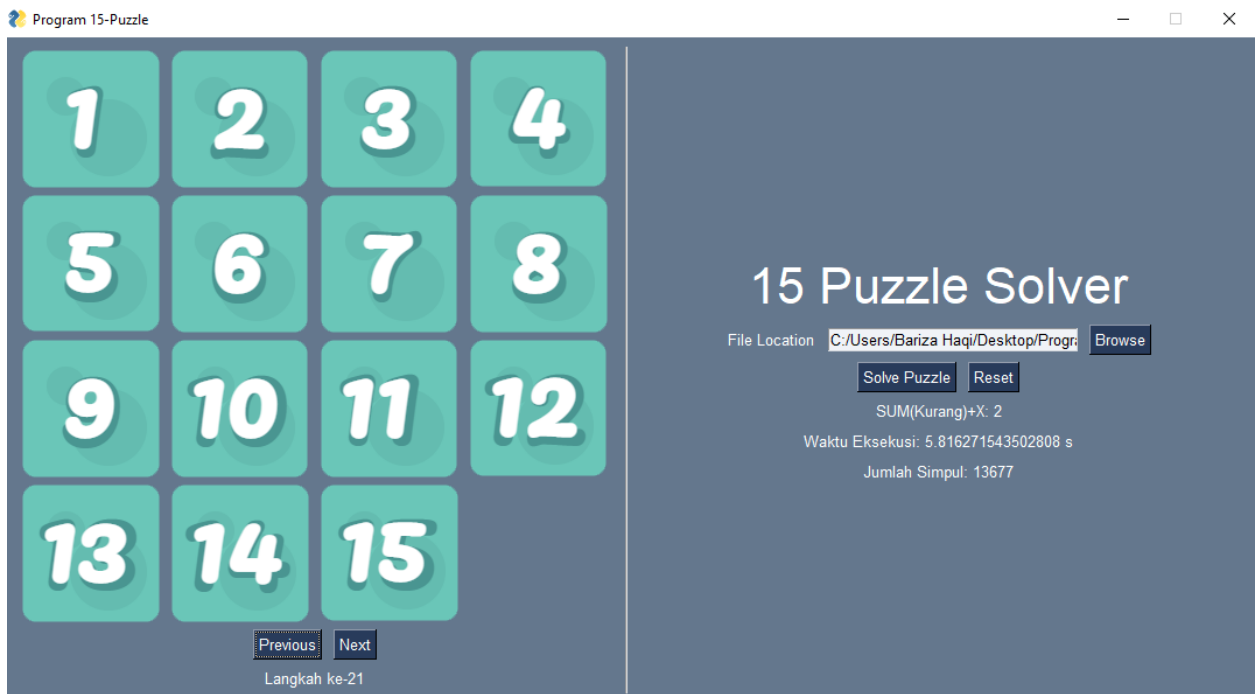 Program 15-Puzzle
1 2 3 4
5 6 7 8
9 10 11 12
13 14 15
Previous Next
Langkah ke-21
15 Puzzle Solver
File Location C:/Users/Bariza Haqi/Desktop/Progra Browse
Solve Puzzle Reset
SUM(Kurang)+X: 2
Waktu Eksekusi: 5.816271543502808 s
Jumlah Simpul: 13677